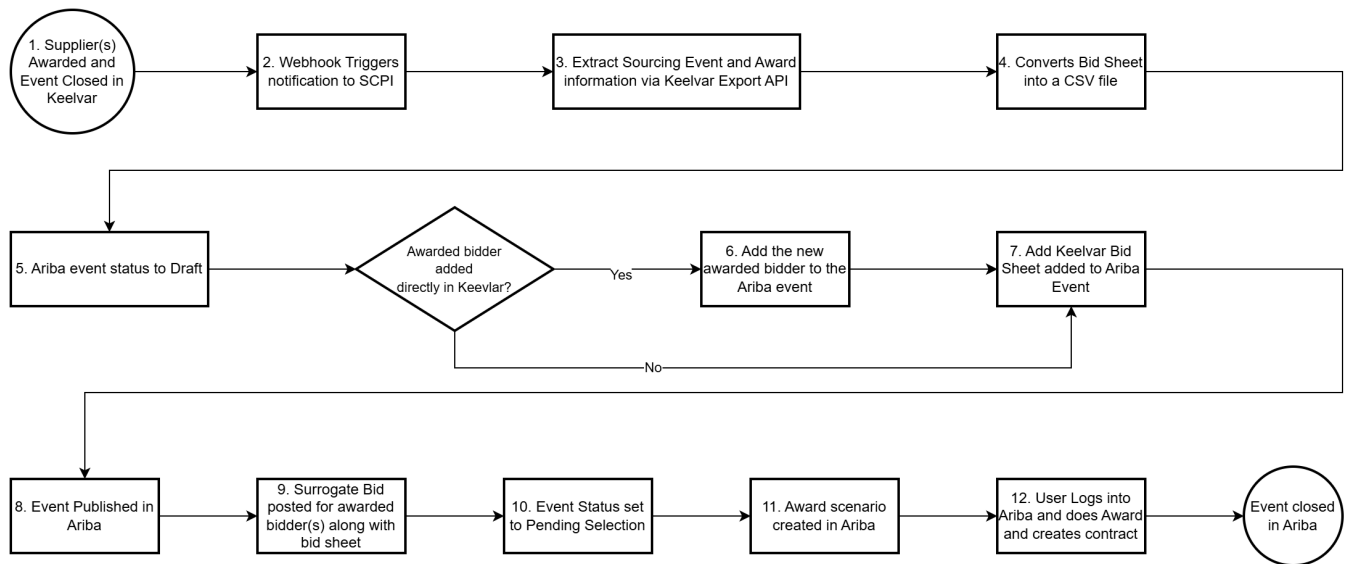 1. Supplier(s)
Awarded and
Event Closed in
Keelvar
2. Webhook Triggers
notification to SCPI
3. Extract Sourcing Event and Award
information via Keelvar Export API
4. Converts Bid Sheet
into a CSV file
5. Ariba event status to Draft
Awarded bidder
added
directly in Keevlar?
Yes
6. Add the new
awarded bidder to the
Ariba event
7. Add Keelvar Bid
Sheet added to Ariba
Event
No
8. Event Published in
Ariba
9. Surrogate Bid
posted for awarded
bidder(s) along with
bid sheet
10. Event Status set
to Pending Selection
11. Award scenario
created in Ariba
12. User Logs into
Ariba and does Award
and creates contract
Event closed
in Ariba